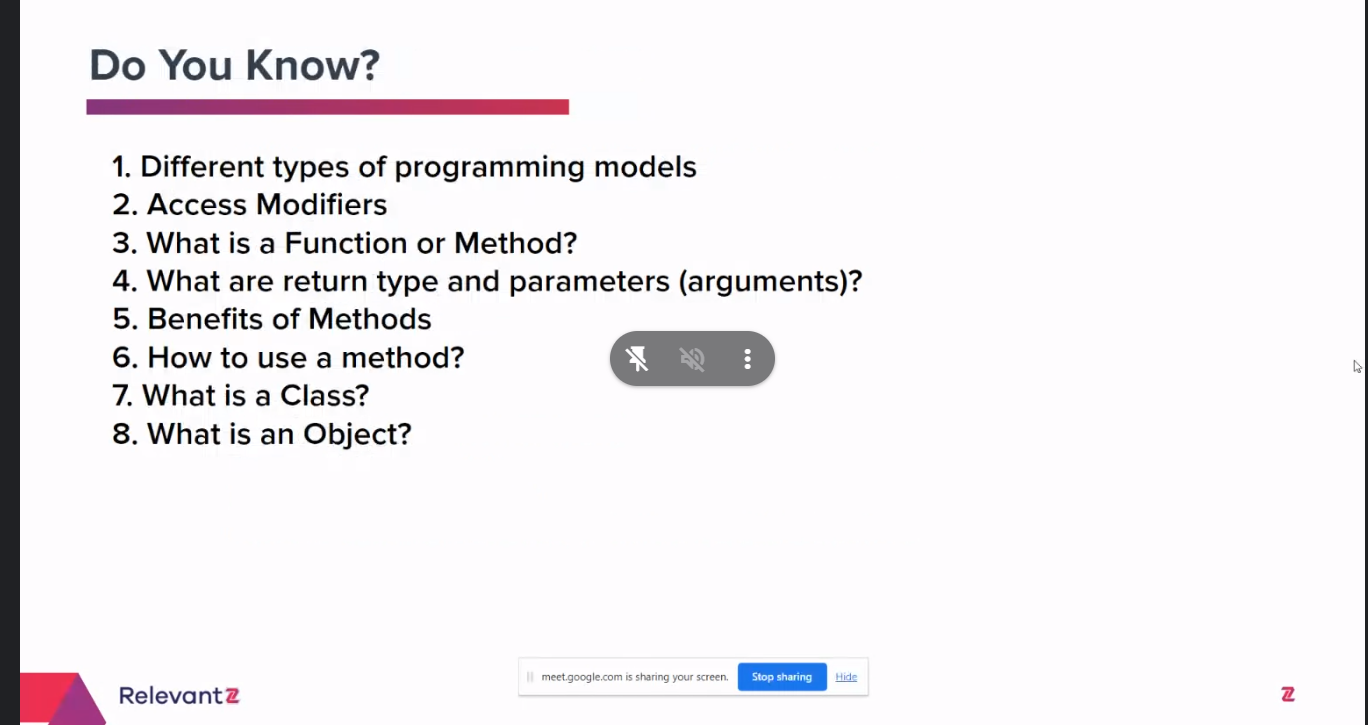 Do You Know?
1. Different types of programming models
2. Access Modifiers
3. What is a Function or Method?
4. What are return type and parameters (arguments)?
5. Benefits of Methods
6. How to use a method?
7. What is a Class?
8. What is an Object?
meet.google.com is sharing your screen. Stop sharing Hide
RelevantZ
Z